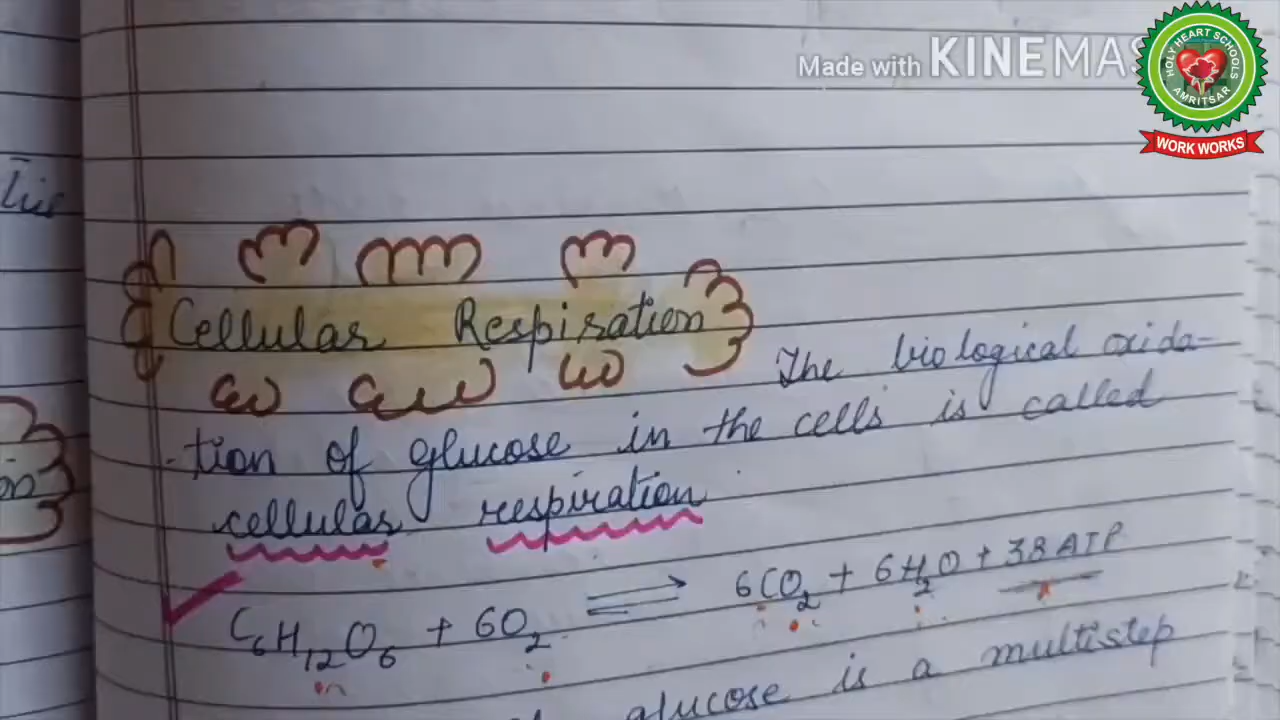 Made with KINEMAS
HOLY HEART SCHOOLS
AMRITSAR
WORK WORKS
Cellular Respiration
The biological oxida-
-tion of glucose in the cells is called
cellular respiration
C6H12O6 + 6O2 ⇌ 6CO2 + 6H2O + 38 ATP
glucose is a multistep